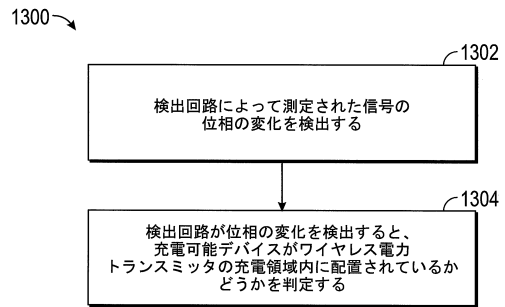 1300
1302
検出回路によって測定された信号の
位相の変化を検出する
1304
検出回路が位相の変化を検出すると、
充電可能デバイスがワイヤレス電力
トランスミッタの充電領域内に配置されているか
どうかを判定する